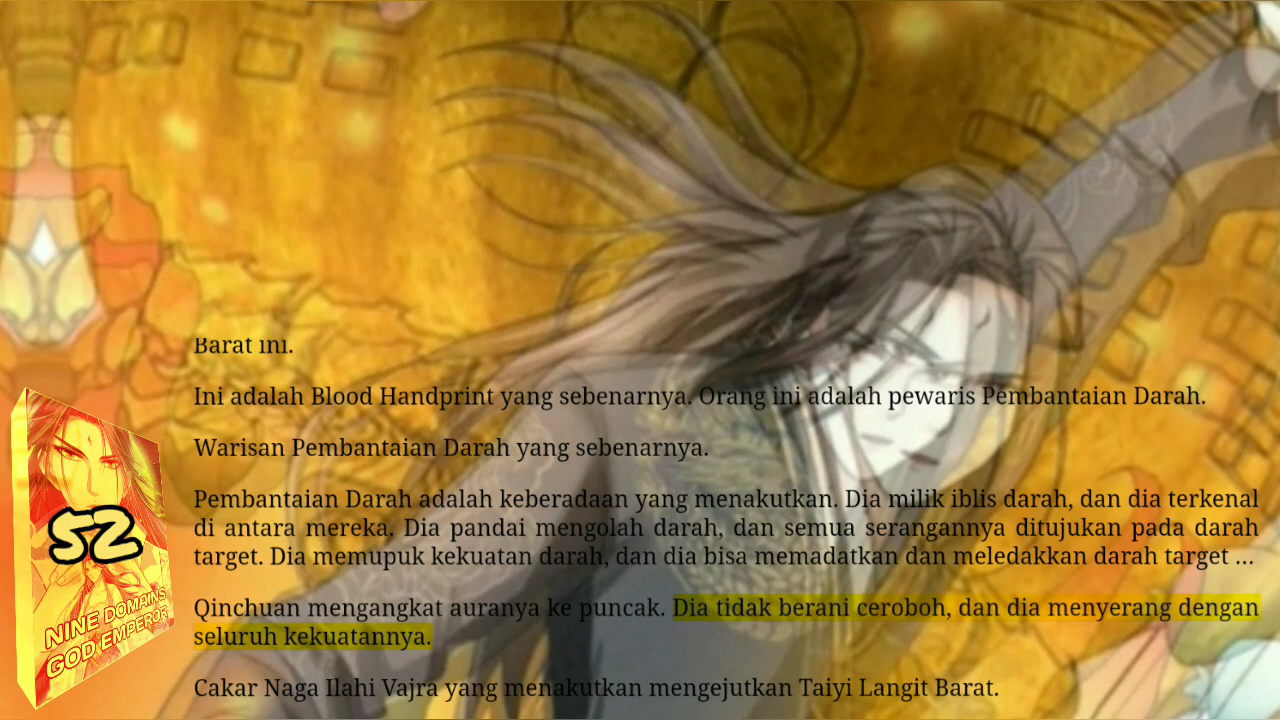 Barat ini.
Ini adalah Blood Handprint yang sebenarnya. Orang ini adalah pewaris Pembantaian Darah.
Warisan Pembantaian Darah yang sebenarnya.
Pembantaian Darah adalah keberadaan yang menakutkan. Dia milik iblis darah, dan dia terkenal
di antara mereka. Dia pandai mengolah darah, dan semua serangannya ditujukan pada darah
target. Dia memupuk kekuatan darah, dan dia bisa memadatkan dan meledakkan darah target ...
Qinchuan mengangkat auranya ke puncak. Dia tidak berani ceroboh, dan dia menyerang dengan
seluruh kekuatannya.
Cakar Naga Ilahi Vajra yang menakutkan mengejutkan Taiyi Langit Barat.
52
NINE DOMAINS
GOD EMPEROR